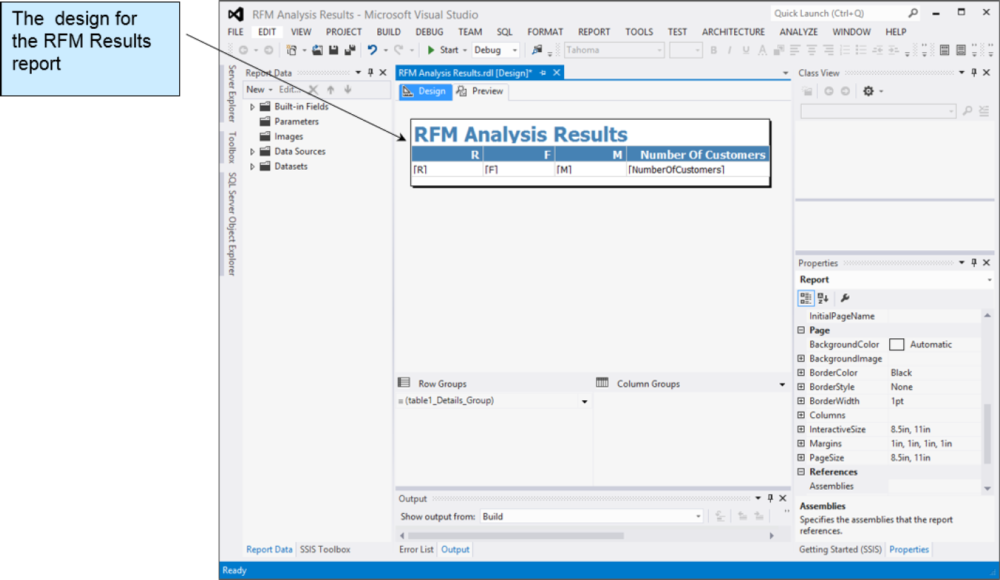 The design for
the RFM Results
report
RFM Analysis Results - Microsoft Visual Studio
Quick Launch (Ctrl+Q)
FILE EDIT VIEW PROJECT BUILD DEBUG TEAM SQL FORMAT REPORT TOOLS TEST ARCHITECTURE ANALYZE WINDOW HELP
Start Debug Tahoma B I U A
Server Explorer
Toolbox
SQL Server Object Explorer
Report Data
New Edit...
Built-in Fields
Parameters
Images
Data Sources
Datasets
Report Data SSIS Toolbox
RFM Analysis Results.rdl [Design]*
Design Preview
RFM Analysis Results
R F M Number Of Customers
[R] [F] [M] [NumberOfCustomers]
Row Groups Column Groups
(table1_Details_Group)
Output
Show output from: Build
Error List Output
Class View
Properties
Report
InitialPageName
Page
BackgroundColor Automatic
BackgroundImage
BorderColor Black
BorderStyle None
BorderWidth 1pt
Columns
InteractiveSize 8.5in, 11in
Margins 1in, 1in, 1in, 1in
PageSize 8.5in, 11in
References
Assemblies
Assemblies
Specifies the assemblies that the report
references.
Getting Started (SSIS) Properties
Ready